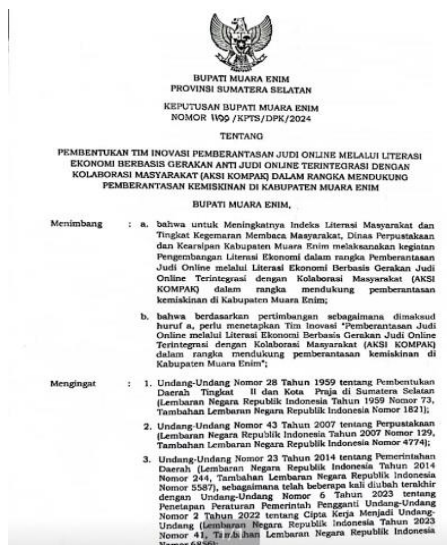 BUPATI MUARA ENIM
PROVINSI SUMATERA SELATAN
KEPUTUSAN BUPATI MUARA ENIM
NOMOR 1199 /KPTS/DPK/2024
TENTANG
PEMBENTUKAN TIM INOVASI PEMBERANTASAN JUDI ONLINE MELALUI LITERASI
EKONOMI BERBASIS GERAKAN ANTI JUDI ONLINE TERINTEGRASI DENGAN
KOLABORASI MASYARAKAT (AKSI KOMPAK) DALAM RANGKA MENDUKUNG
PEMBERANTASAN KEMISKINAN DI KABUPATEN MUARA ENIM
BUPATI MUARA ENIM,
Menimbang : a. bahwa untuk Meningkatnya Indeks Literasi Masyarakat dan
Tingkat Kegemaran Membaca Masyarakat, Dinas Perpustakaan
dan Kearsipan Kabupaten Muara Enim melaksanakan kegiatan
Pengembangan Literasi Ekonomi dalam rangka Pemberantasan
Judi Online melalui Literasi Ekonomi Berbasis Gerakan Judi
Online Terintegrasi dengan Kolaborasi Masyarakat (AKSI
KOMPAK) dalam rangka mendukung pemberantasan
kemiskinan di Kabupaten Muara Enim;
b. bahwa berdasarkan pertimbangan sebagaimana dimaksud
huruf a, perlu menetapkan Tim Inovasi "Pemberantasan Judi
Online melalui Literasi Ekonomi Berbasis Gerakan Judi Online
Terintegrasi dengan Kolaborasi Masyarakat (AKSI KOMPAK)
dalam rangka mendukung pemberantasan kemiskinan di
Kabupaten Muara Enim";
Mengingat : 1. Undang-Undang Nomor 28 Tahun 1959 tentang Pembentukan
Daerah Tingkat II dan Kota Praja di Sumatera Selatan
(Lembaran Negara Republik Indonesia Tahun 1959 Nomor 73,
Tambahan Lembaran Negara Republik Indonesia Nomor 1821);
2. Undang-Undang Nomor 43 Tahun 2007 tentang Perpustakaan
(Lembaran Negara Republik Indonesia Tahun 2007 Nomor 129,
Tambahan Lembaran Negara Republik Indonesia Nomor 4774);
3. Undang-Undang Nomor 23 Tahun 2014 tentang Pemerintahan
Daerah (Lembaran Negara Republik Indonesia Tahun 2014
Nomor 244, Tambahan Lembaran Negara Republik Indonesia
Nomor 5587), sebagaimana telah beberapa kali diubah terakhir
dengan Undang-Undang Nomor 6 Tahun 2023 tentang
Penetapan Peraturan Pemerintah Pengganti Undang-Undang
Nomor 2 Tahun 2022 tentang Cipta Kerja Menjadi Undang-
Undang (Lembaran Negara Republik Indonesia Tahun 2023
Nomor 41, Tambahan Lembaran Negara Republik Indonesia
Nomor 6856);